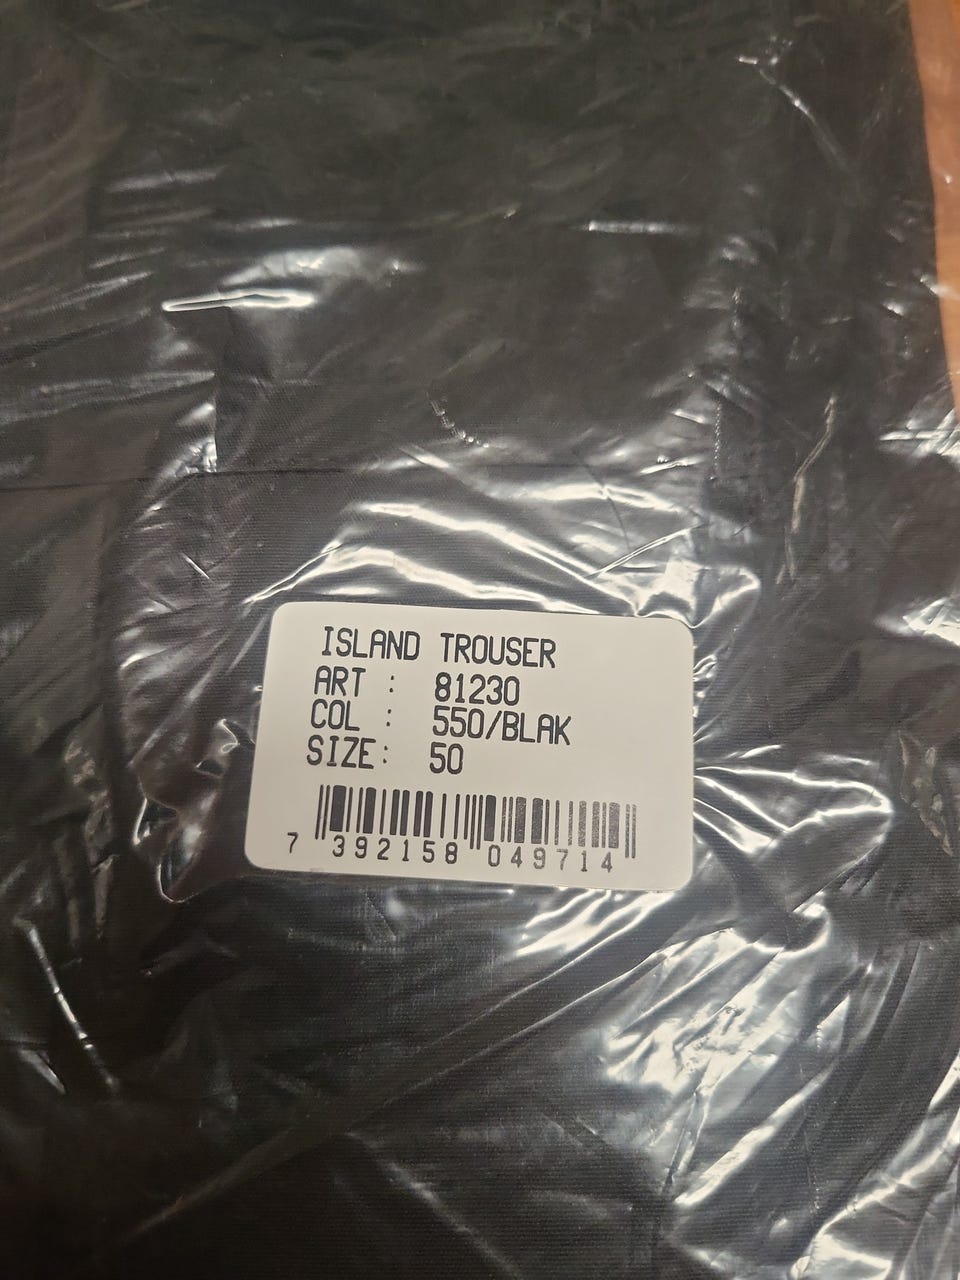 ISLAND TROUSER
ART : 81230
COL : 550/BLAK
SIZE: 50
7 392158 049714